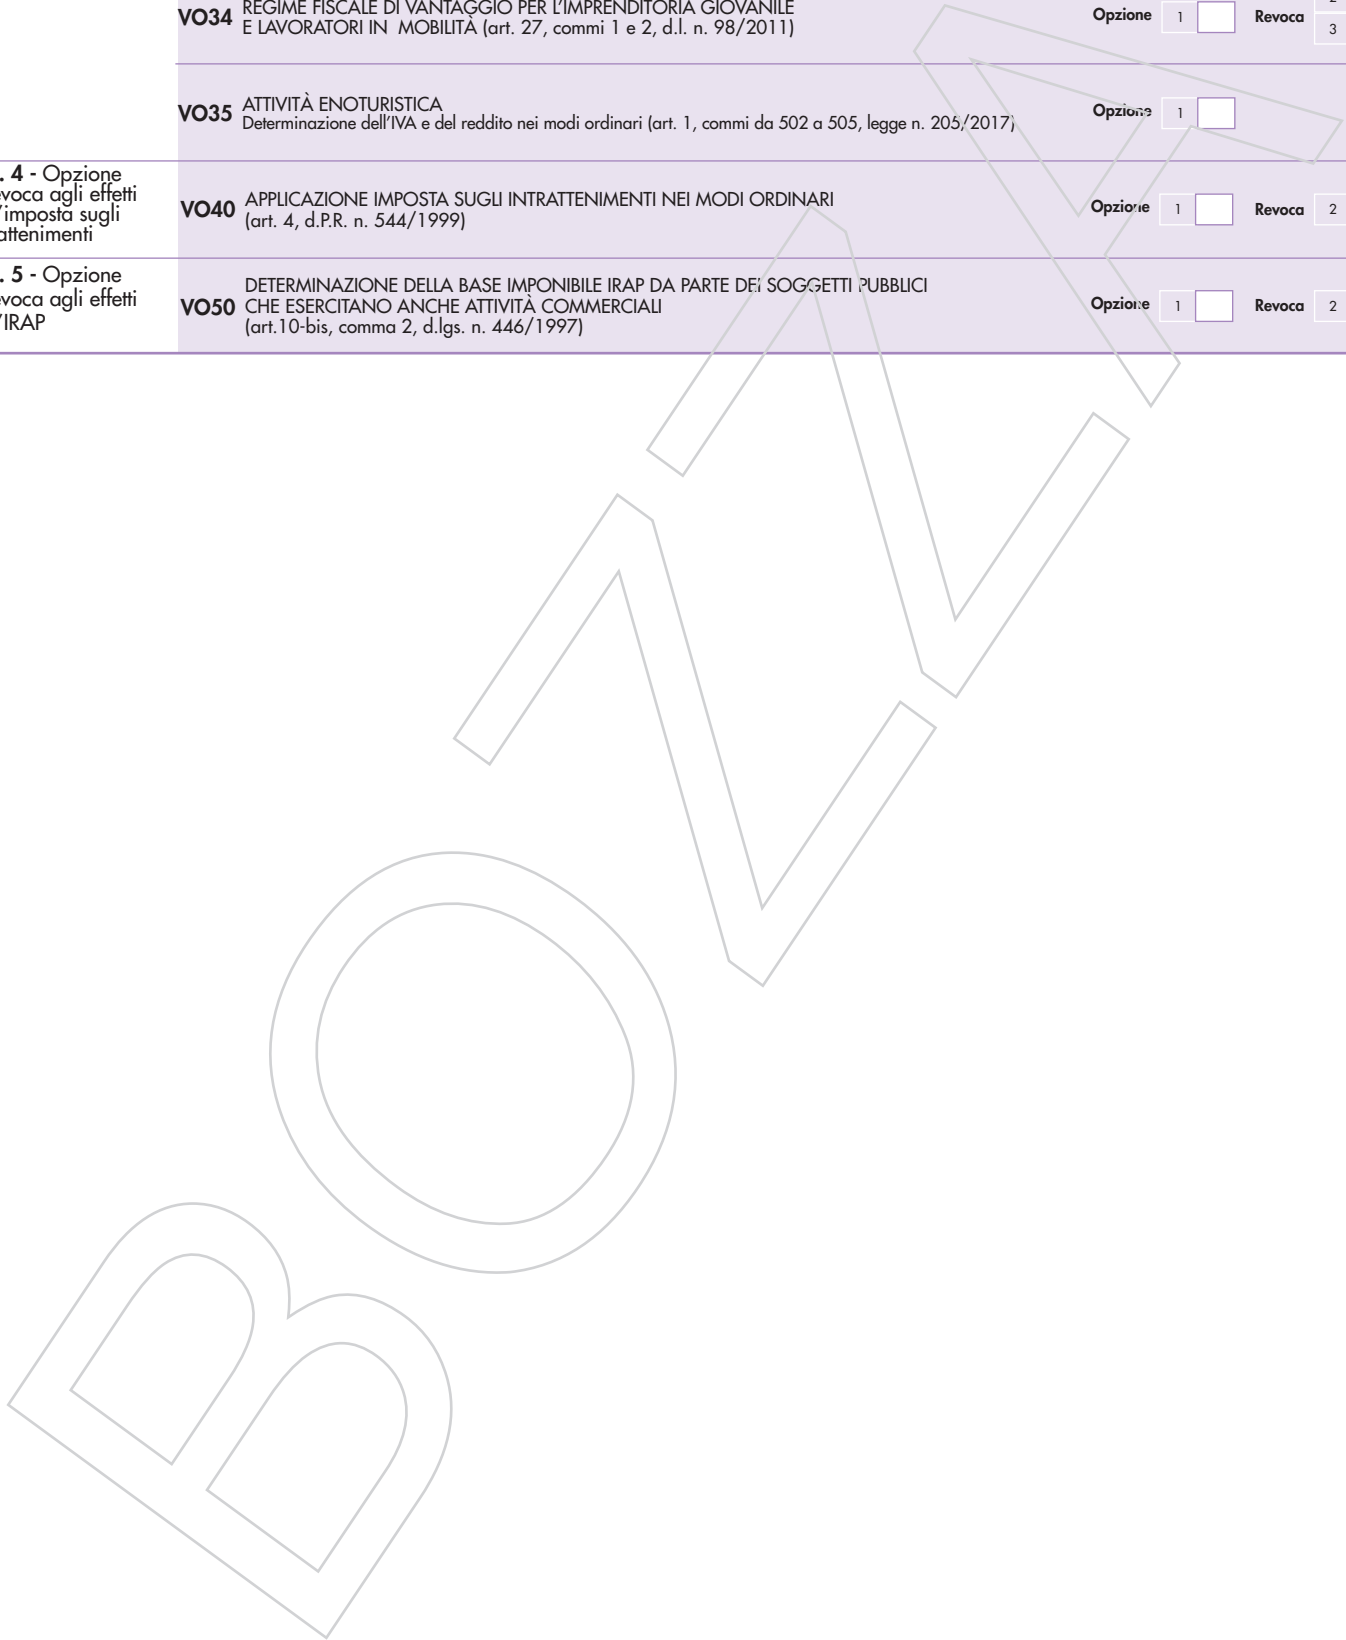 VO34 REGIME FISCALE DI VANTAGGIO PER L'IMPRENDITORIA GIOVANILE
E LAVORATORI IN MOBILITÀ (art. 27, commi 1 e 2, d.l. n. 98/2011)
Opzione 1 Revoca 2
3
VO35 ATTIVITÀ ENOTURISTICA
Determinazione dell'IVA e del reddito nei modi ordinari (art. 1, commi da 502 a 505, legge n. 205/2017)
Opzione 1
. 4 - Opzione
evoca agli effetti
l'imposta sugli
attenimenti
VO40 APPLICAZIONE IMPOSTA SUGLI INTRATTENIMENTI NEI MODI ORDINARI
(art. 4, d.P.R. n. 544/1999)
Opzione 1 Revoca 2
. 5 - Opzione
evoca agli effetti
l'IRAP
DETERMINAZIONE DELLA BASE IMPONIBILE IRAP DA PARTE DEI SOGGETTI PUBBLICI
VO50 CHE ESERCITANO ANCHE ATTIVITÀ COMMERCIALI
(art.10-bis, comma 2, d.lgs. n. 446/1997)
Opzione 1 Revoca 2
BOZZA